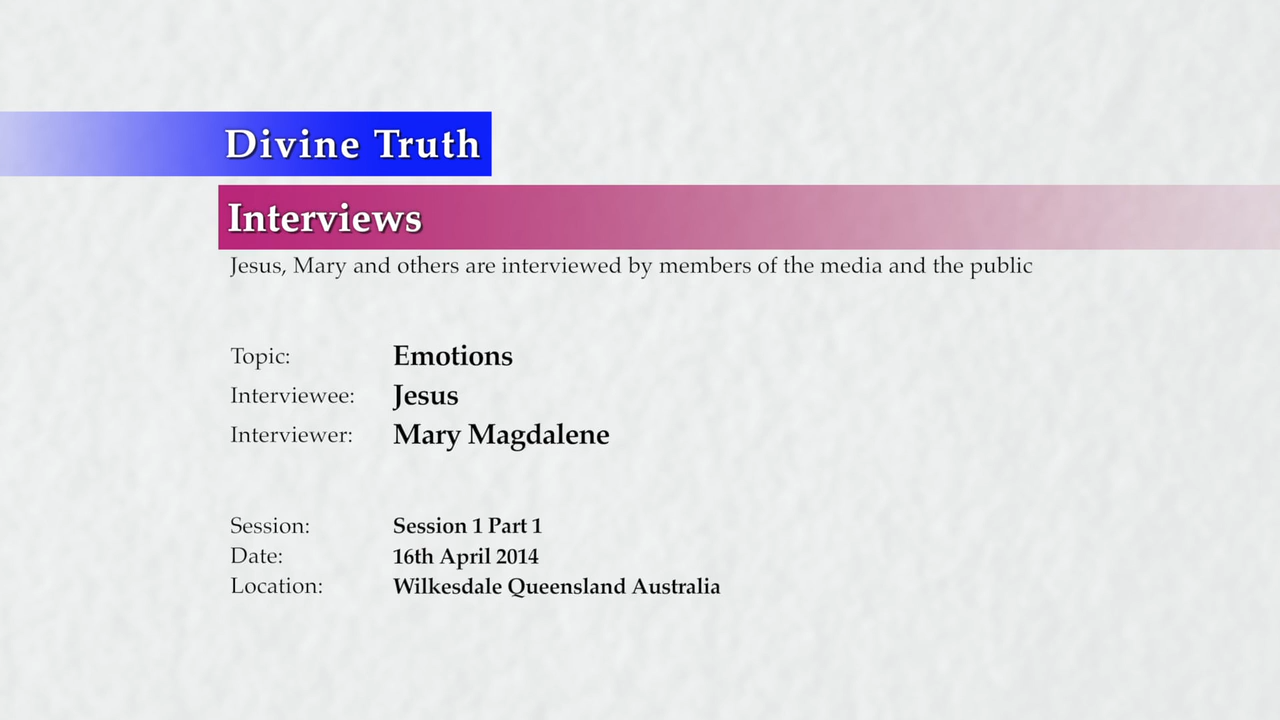 Divine Truth
Interviews
Jesus, Mary and others are interviewed by members of the media and the public
Topic: Emotions
Interviewee: Jesus
Interviewer: Mary Magdalene
Session: Session 1 Part 1
Date: 16th April 2014
Location: Wilkesdale Queensland Australia